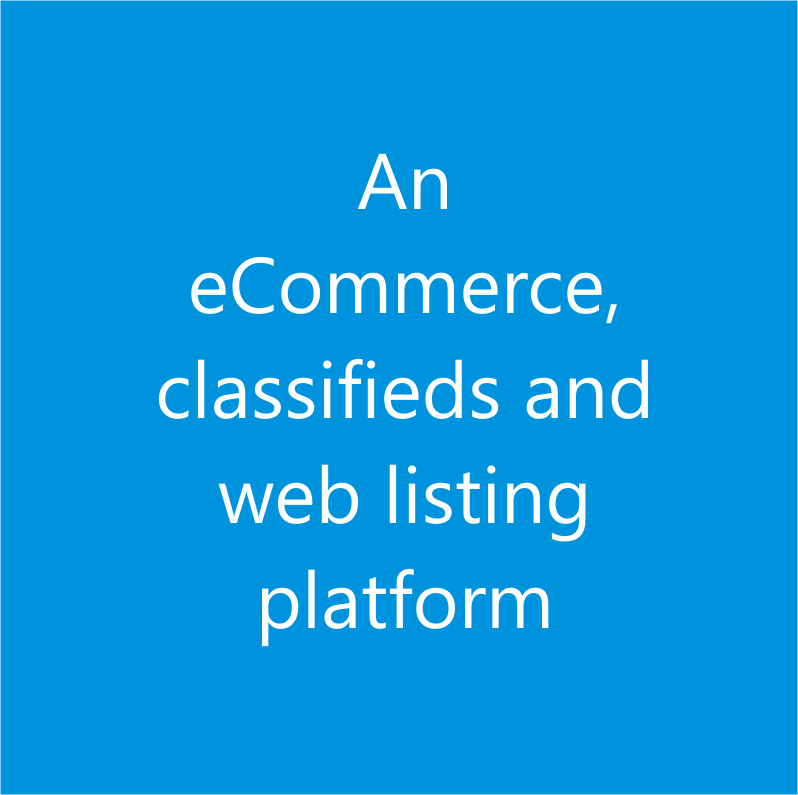 An
eCommerce,
classifieds and
web listing
platform